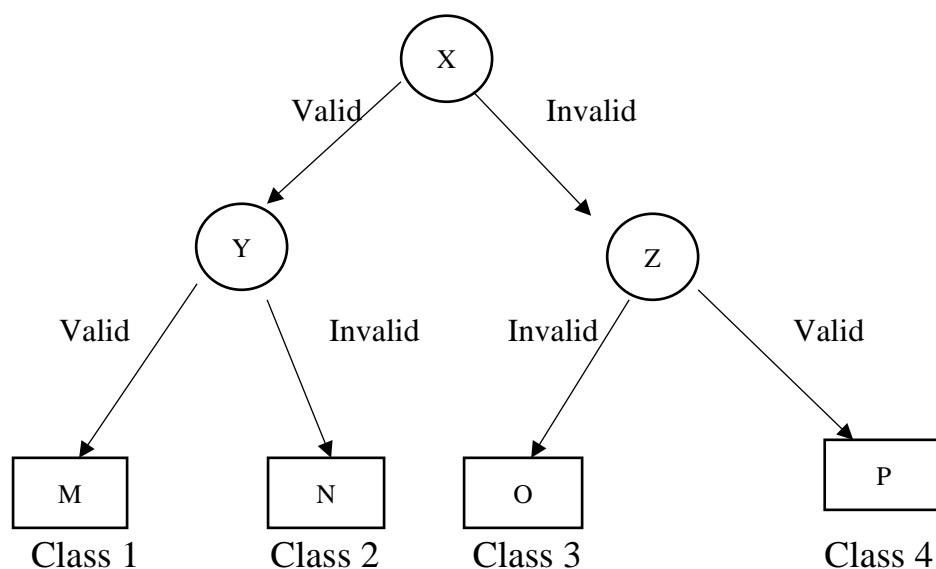 X
Valid
Invalid
Y
Z
Valid
Invalid
Invalid
Valid
M
N
O
P
Class 1
Class 2
Class 3
Class 4